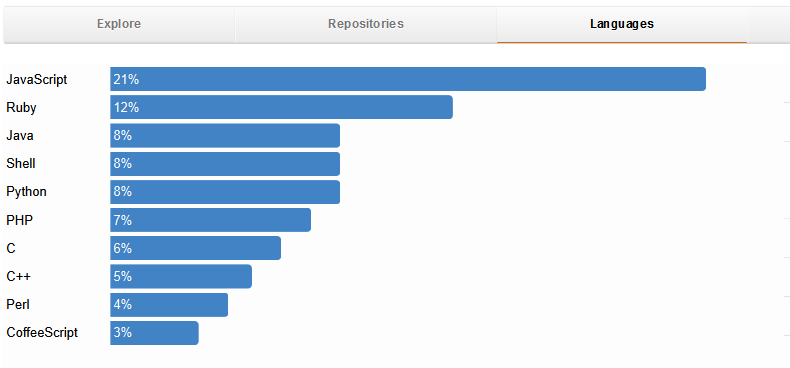 Explore Repositories Languages
JavaScript 21%
Ruby 12%
Java 8%
Shell 8%
Python 8%
PHP 7%
C 6%
C++ 5%
Perl 4%
CoffeeScript 3%